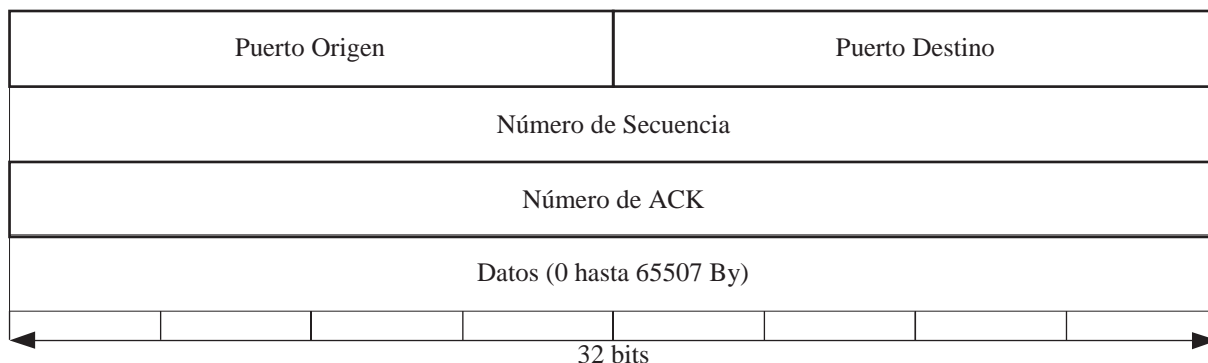 Puerto Origen
Puerto Destino
Número de Secuencia
Número de ACK
Datos (0 hasta 65507 By)
32 bits